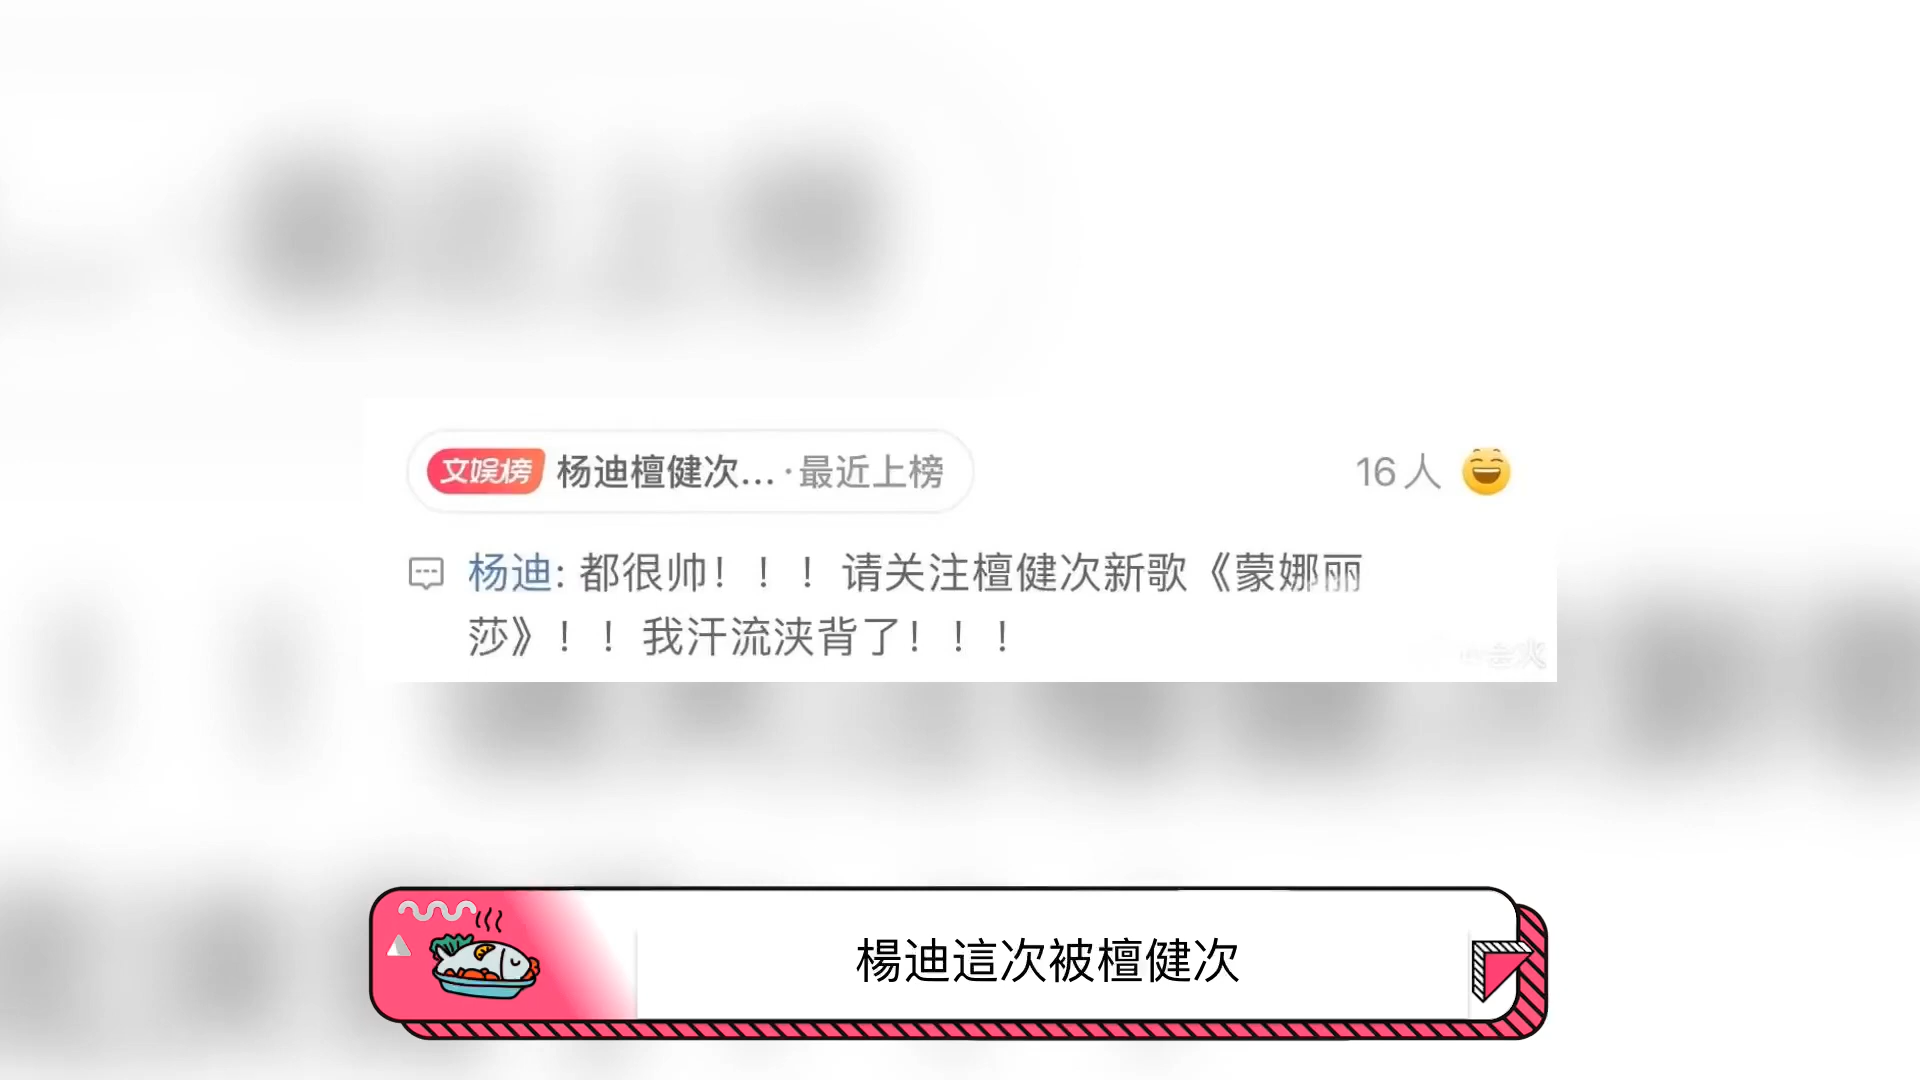 文娱榜 杨迪檀健次... ·最近上榜 16人
杨迪: 都很帅！！！请关注檀健次新歌《蒙娜丽
莎》！！我汗流浃背了！！！
楊迪這次被檀健次